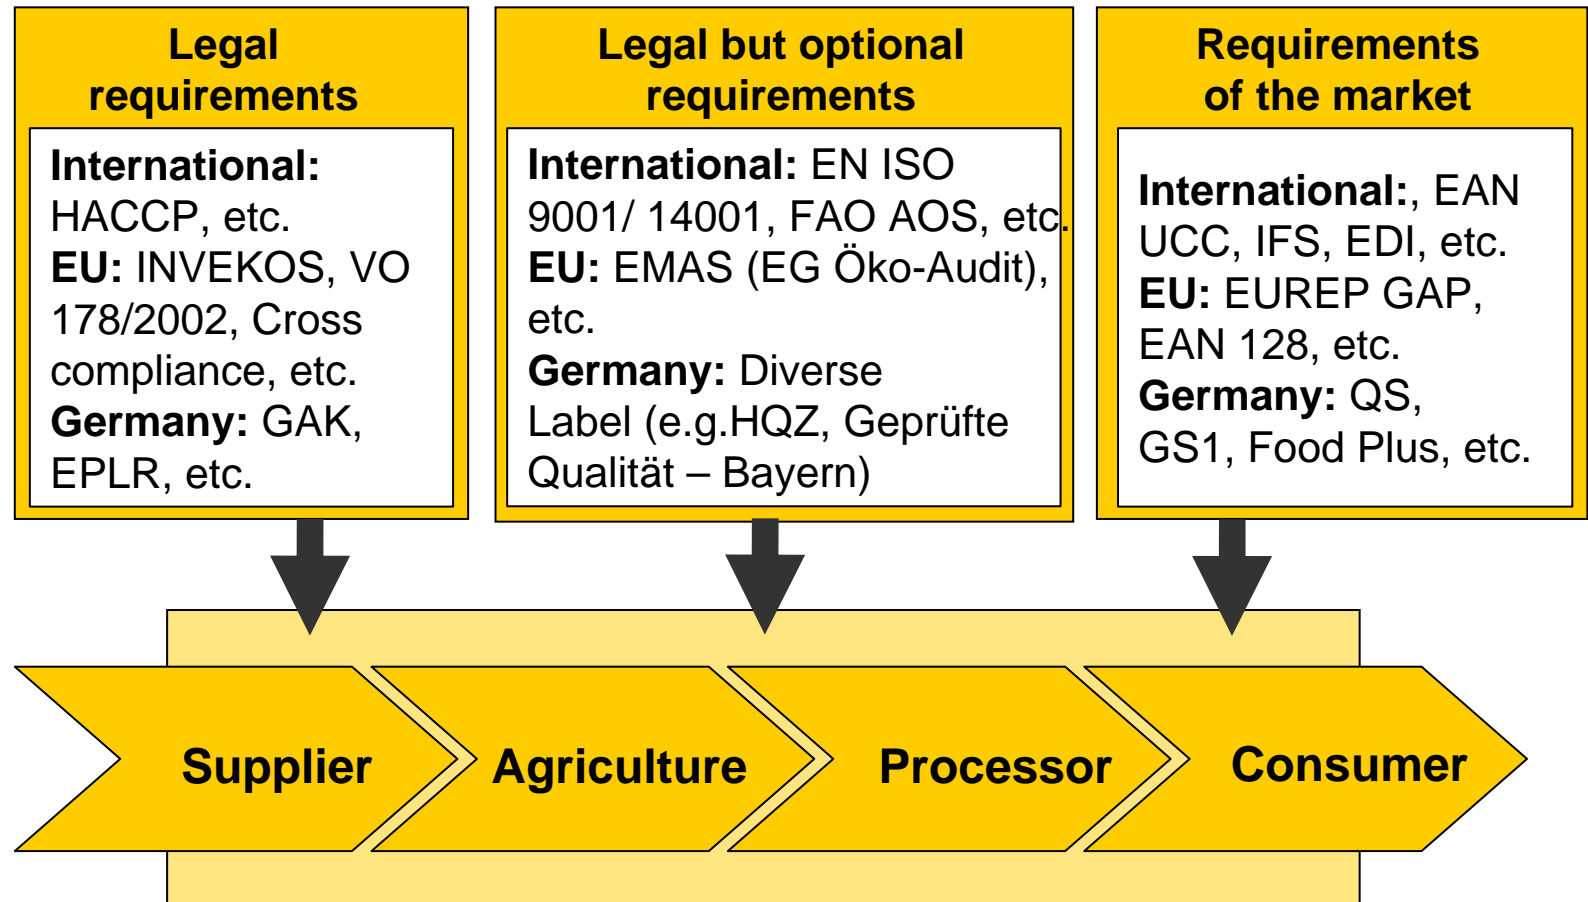 Legal
requirements
International:
HACCP, etc.
EU: INVEKOS, VO
178/2002, Cross
compliance, etc.
Germany: GAK,
EPLR, etc.
Legal but optional
requirements
International: EN ISO
9001/ 14001, FAO AOS, etc.
EU: EMAS (EG Öko-Audit),
etc.
Germany: Diverse
Label (e.g.HQZ, Geprüfte
Qualität – Bayern)
Requirements
of the market
International:, EAN
UCC, IFS, EDI, etc.
EU: EUREP GAP,
EAN 128, etc.
Germany: QS,
GS1, Food Plus, etc.
Supplier
Agriculture
Processor
Consumer